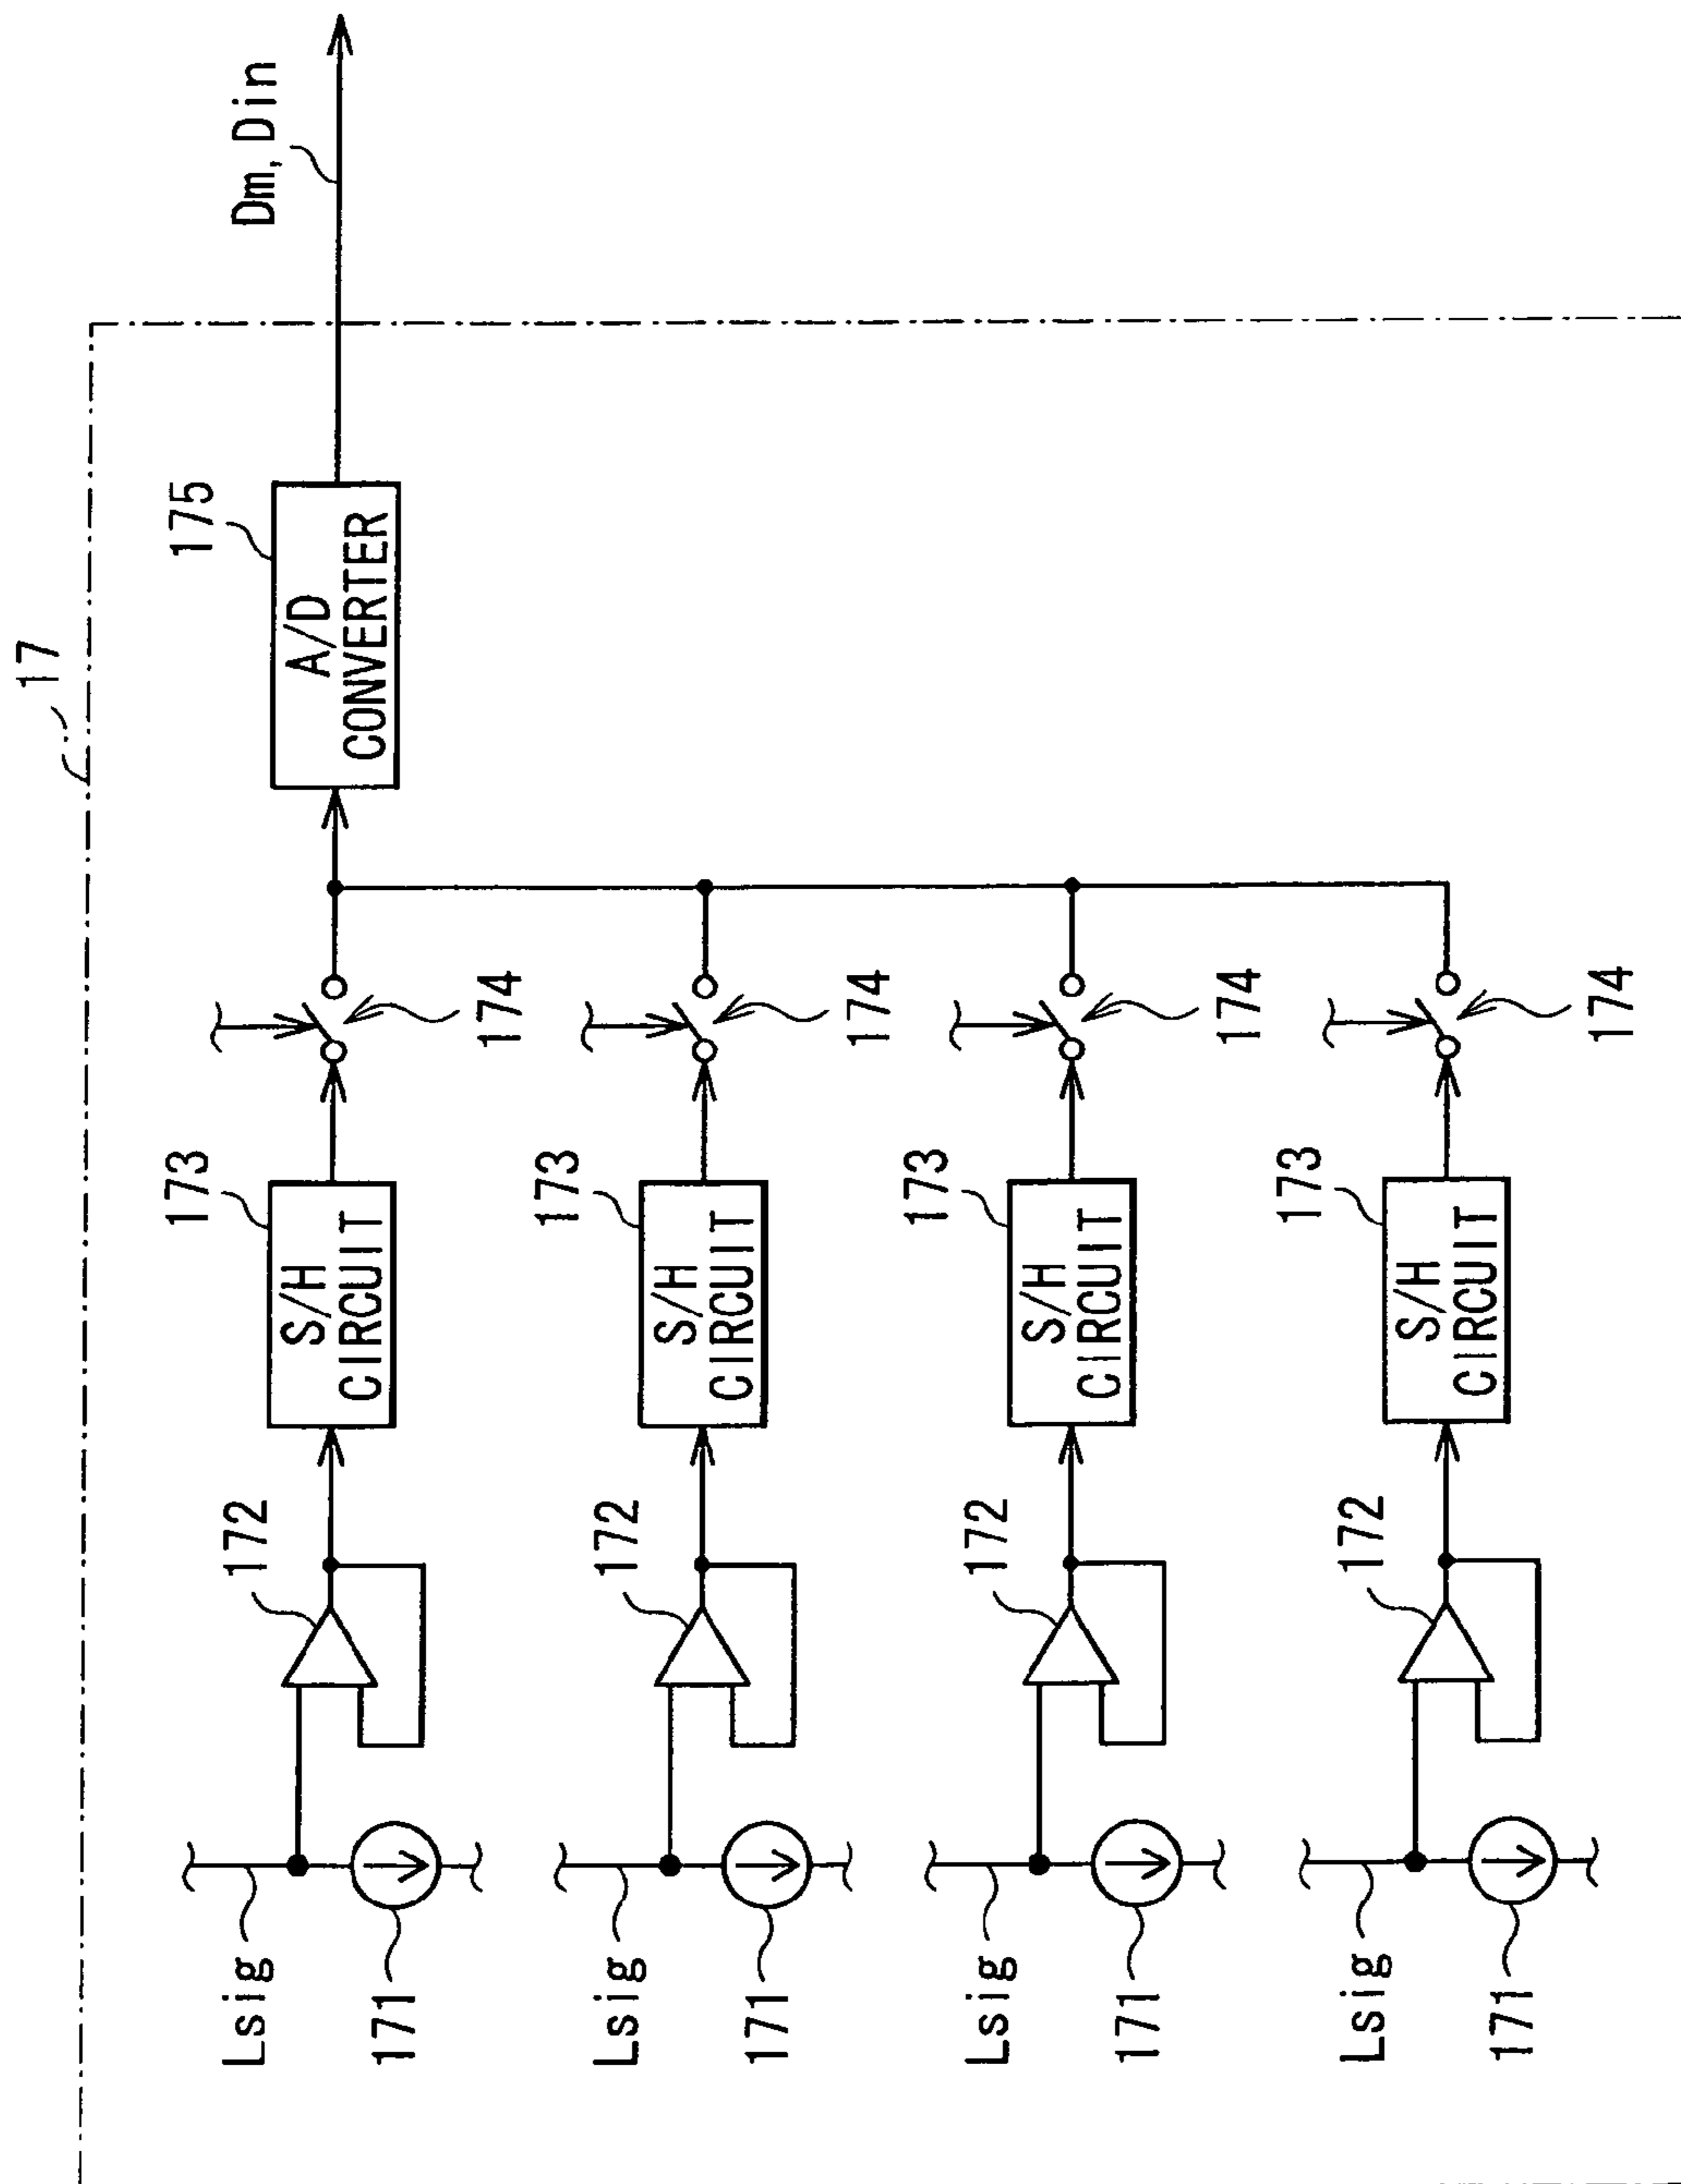 17
Lsig
171
172
173
S/H
CIRCUIT
174
175
A/D
CONVERTER
Dm, Din
Lsig
171
172
173
S/H
CIRCUIT
174
Lsig
171
172
173
S/H
CIRCUIT
174
Lsig
171
172
173
S/H
CIRCUIT
174